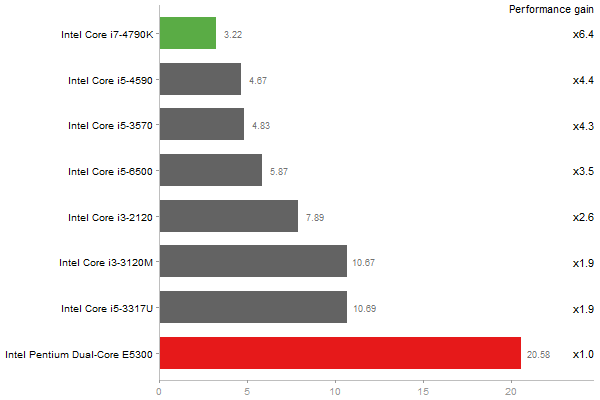 Performance gain
Intel Core i7-4790K 3.22 x6.4
Intel Core i5-4590 4.67 x4.4
Intel Core i5-3570 4.83 x4.3
Intel Core i5-6500 5.87 x3.5
Intel Core i3-2120 7.89 x2.6
Intel Core i3-3120M 10.67 x1.9
Intel Core i5-3317U 10.69 x1.9
Intel Pentium Dual-Core E5300 20.58 x1.0
0 5 10 15 20